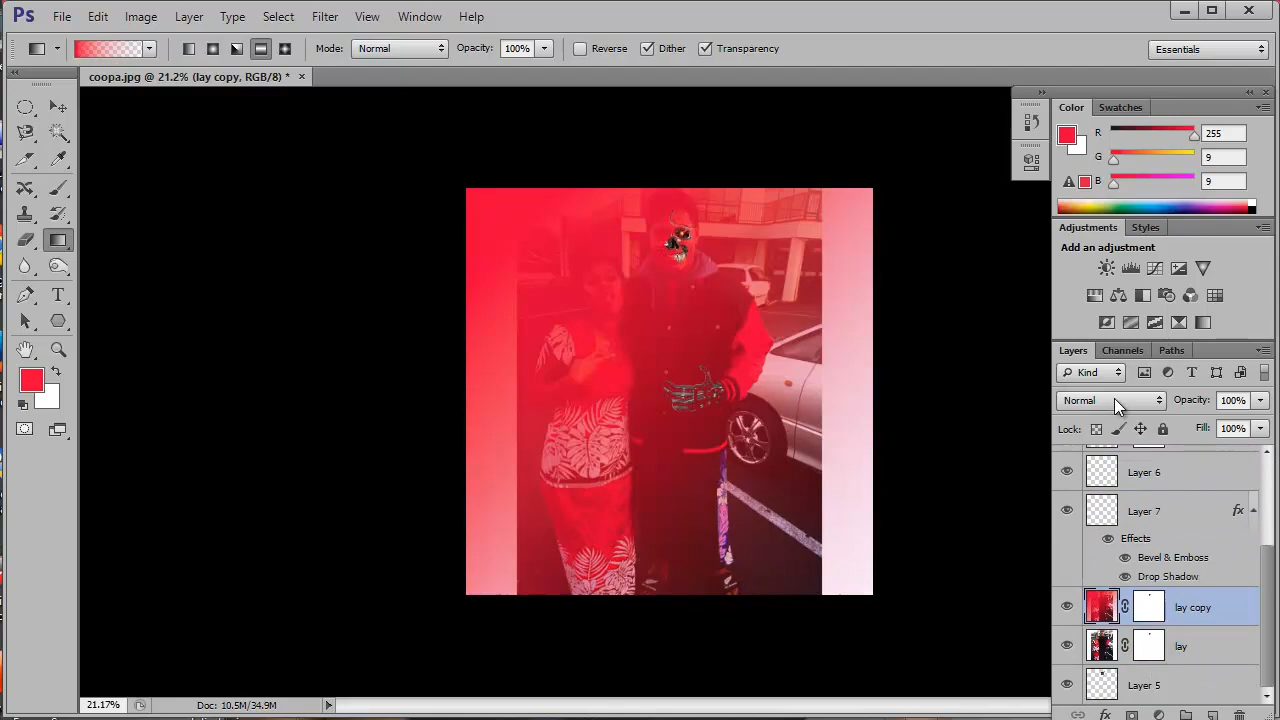 Ps File Edit Image Layer Type Select Filter View Window Help
Mode: Normal Opacity: 100% Reverse Dither Transparency Essentials
coopa.jpg @ 21.2% (lay copy, RGB/8) * ×
Color Swatches
R 255
G 9
B 9
Adjustments Styles
Add an adjustment
Layers Channels Paths
Kind T
Normal Opacity: 100%
Lock: Fill: 100%
Layer 6
Layer 7 fx
Effects
Bevel & Emboss
Drop Shadow
lay copy
lay
Layer 5
21.17% Doc: 10.5M/34.9M
fx